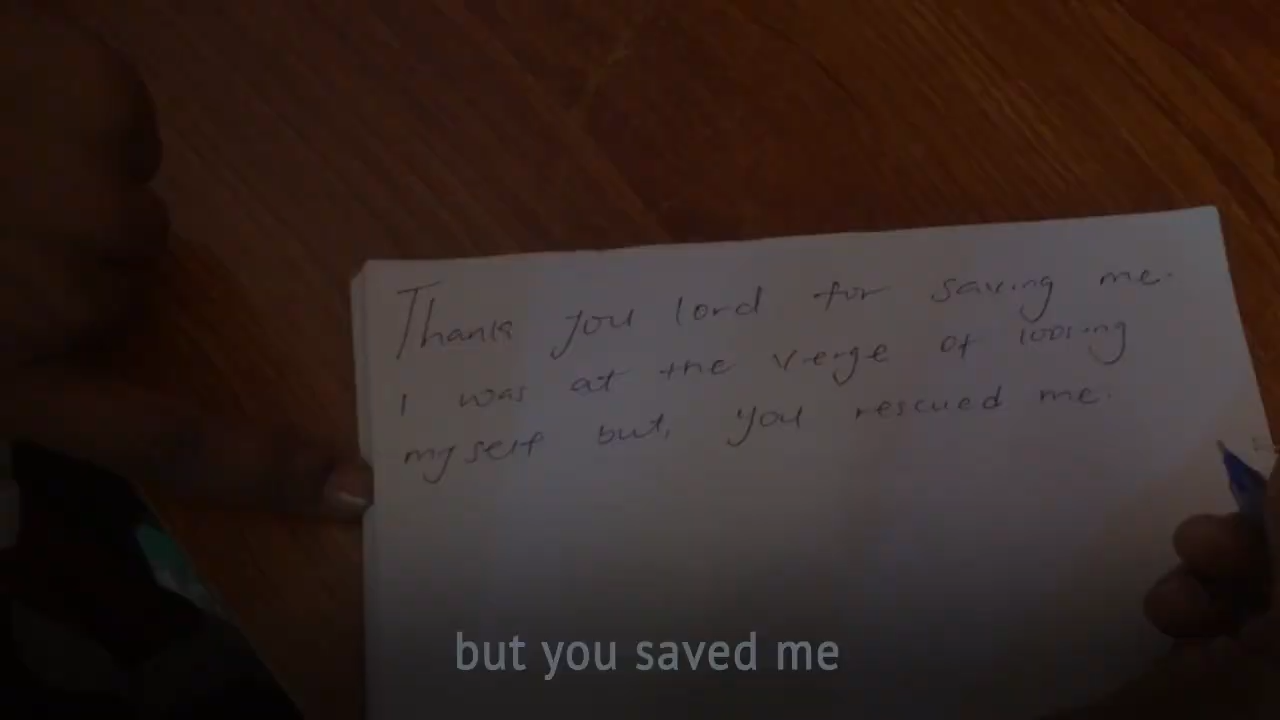 Thank you lord for saving me.
I was at the verge of loosing
myself but, you rescued me.
but you saved me